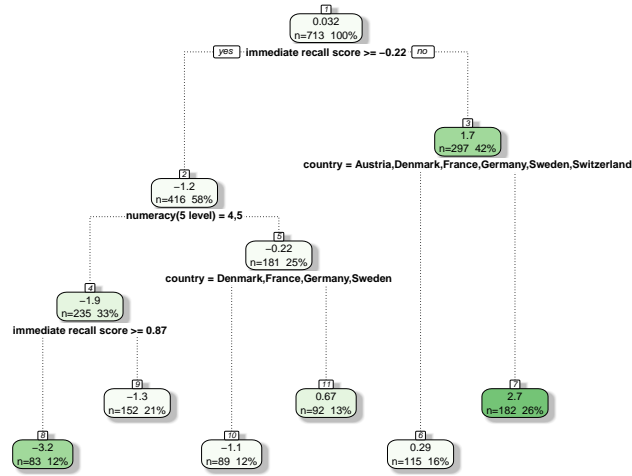 1
0.032
n=713 100%
yes immediate recall score >= −0.22 no
3
1.7
n=297 42%
country = Austria,Denmark,France,Germany,Sweden,Switzerland
2
−1.2
n=416 58%
numeracy(5 level) = 4,5
5
−0.22
n=181 25%
country = Denmark,France,Germany,Sweden
4
−1.9
n=235 33%
immediate recall score >= 0.87
9
−1.3
n=152 21%
11
0.67
n=92 13%
7
2.7
n=182 26%
8
−3.2
n=83 12%
10
−1.1
n=89 12%
6
0.29
n=115 16%